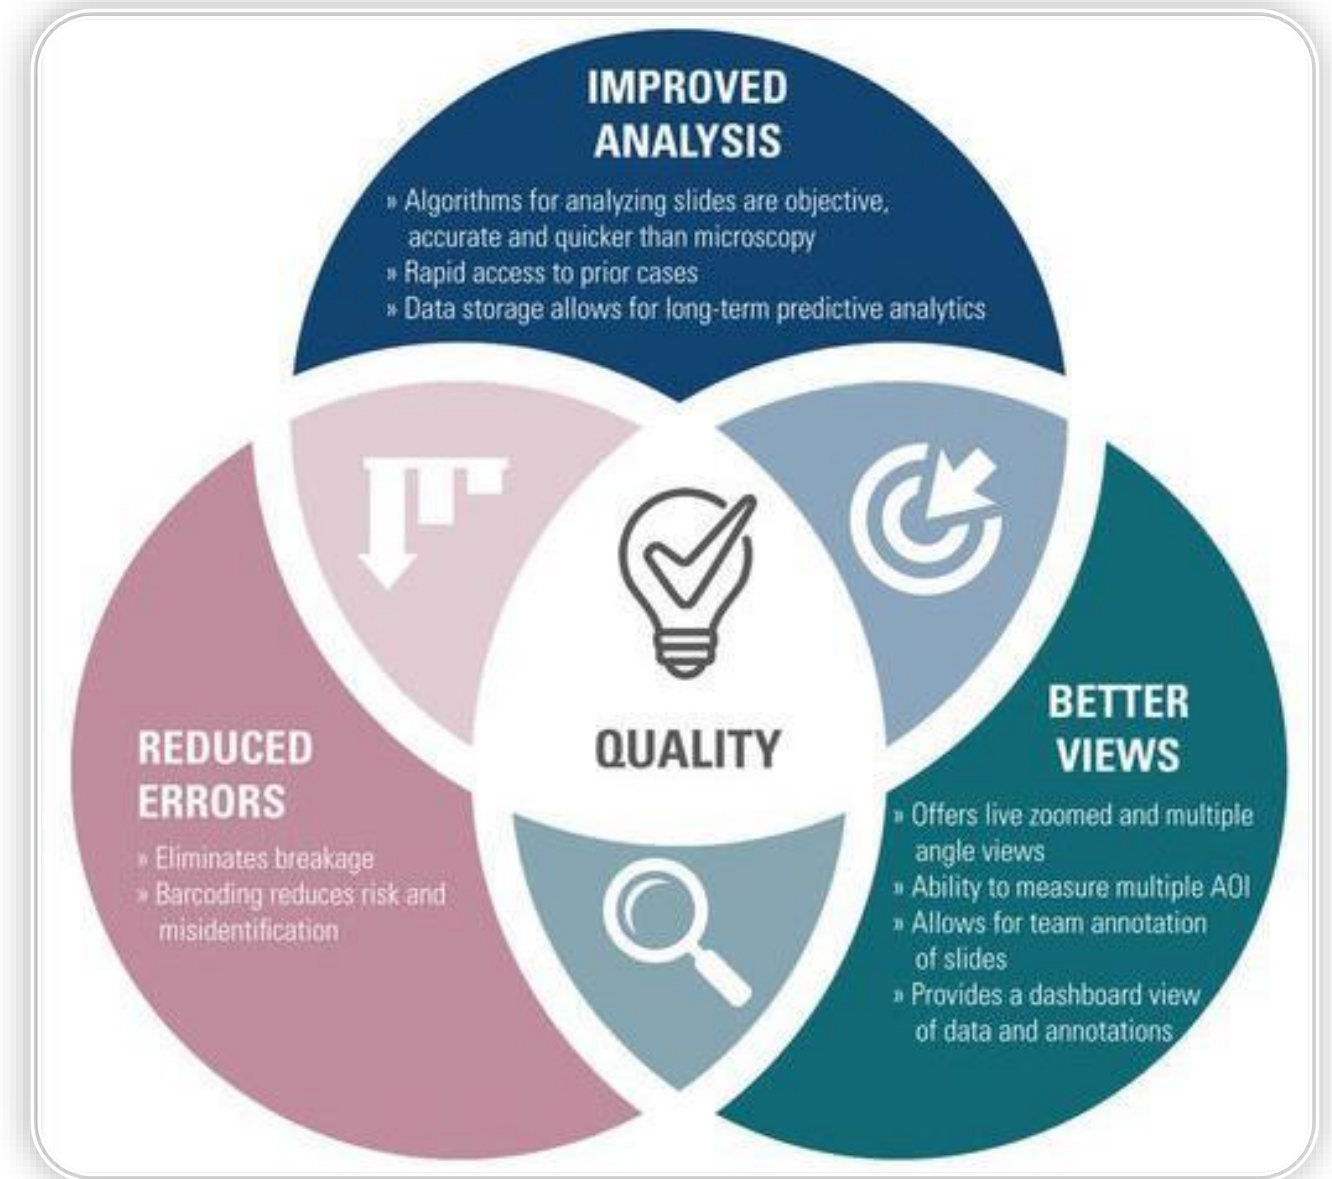 IMPROVED
ANALYSIS
» Algorithms for analyzing slides are objective,
accurate and quicker than microscopy
» Rapid access to prior cases
» Data storage allows for long-term predictive analytics
QUALITY
REDUCED
ERRORS
» Eliminates breakage
» Barcoding reduces risk and
misidentification
BETTER
VIEWS
» Offers live zoomed and multiple
angle views
» Ability to measure multiple AOI
» Allows for team annotation
of slides
» Provides a dashboard view
of data and annotations